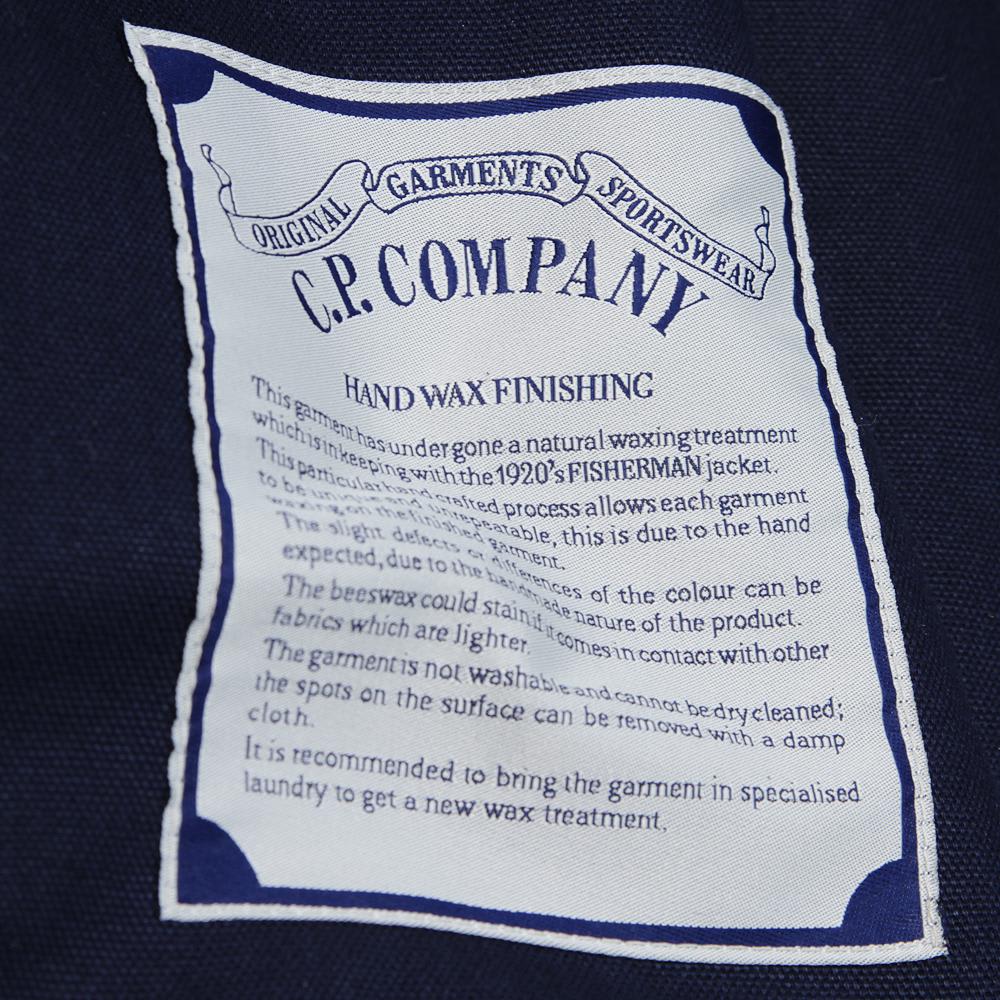 ORIGINAL GARMENTS SPORTSWEAR
C.P. COMPANY
HAND WAX FINISHING
This garment has undergone a natural waxing treatment
which is in keeping with the 1920's FISHERMAN jacket.
This particular hand crafted process allows each garment
to be unique and unrepeatable, this is due to the hand
waxing on the finished garment.
The slight defects or differences of the colour can be
expected, due to the handmade nature of the product.
The beeswax could stain if it comes in contact with other
fabrics which are lighter.
The garment is not washable and cannot be dry cleaned;
the spots on the surface can be removed with a damp
cloth.
It is recommended to bring the garment in specialised
laundry to get a new wax treatment.